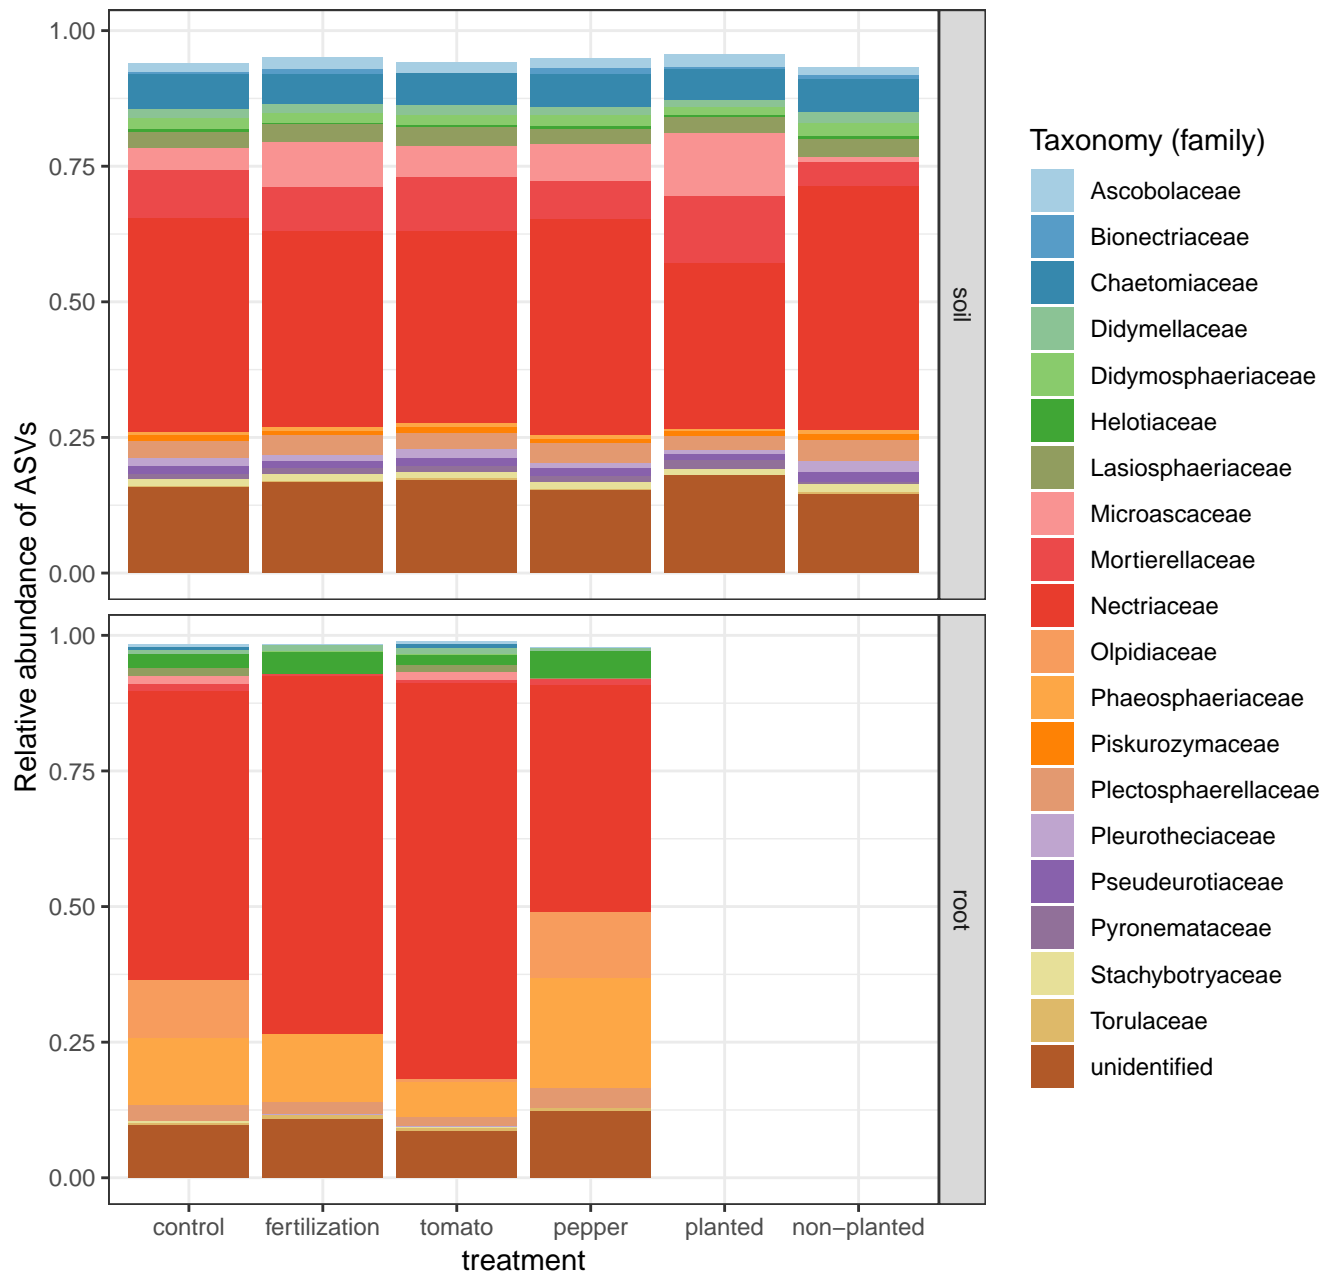 1.00
0.75
0.50
0.25
0.00
soil
1.00
0.75
0.50
0.25
0.00
root
Relative abundance of ASVs
control
fertilization
tomato
pepper
planted
non−planted
treatment
Taxonomy (family)
Ascobolaceae
Bionectriaceae
Chaetomiaceae
Didymellaceae
Didymosphaeriaceae
Helotiaceae
Lasiosphaeriaceae
Microascaceae
Mortierellaceae
Nectriaceae
Olpidiaceae
Phaeosphaeriaceae
Piskurozymaceae
Plectosphaerellaceae
Pleurotheciaceae
Pseudeurotiaceae
Pyronemataceae
Stachybotryaceae
Torulaceae
unidentified